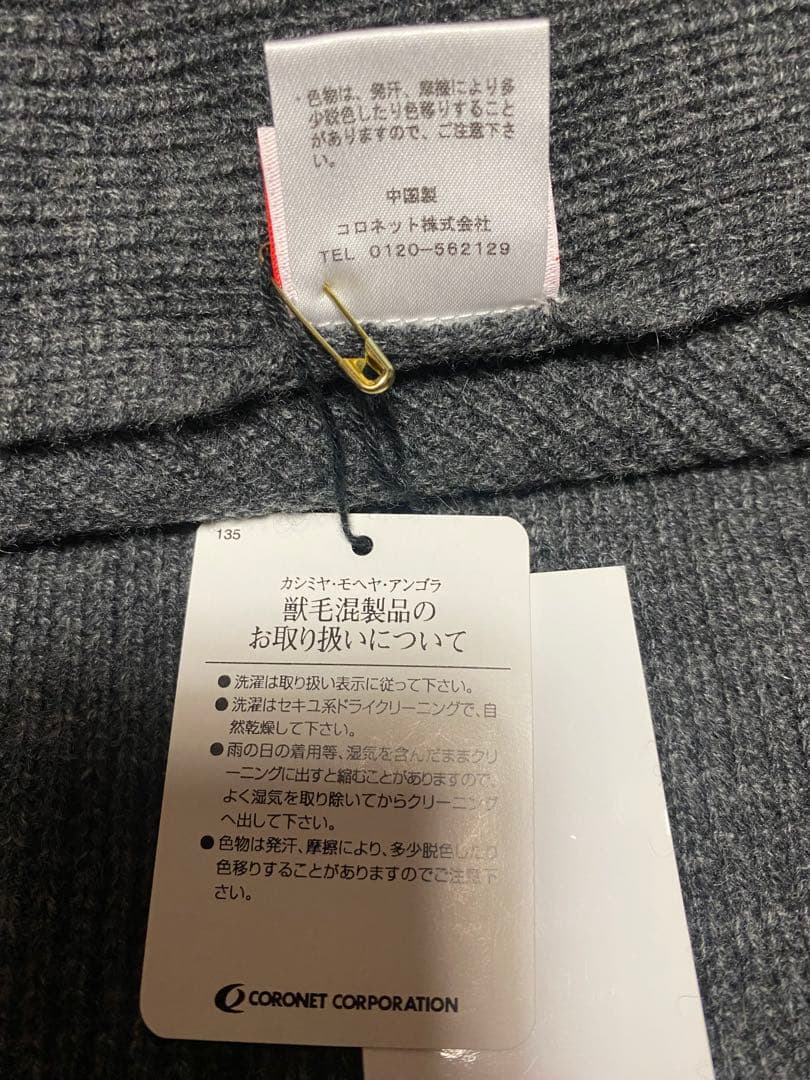 ・色物は、発汗、摩擦により多
少脱色したり色移りすること
がありますので、ご注意下さ
い。
中国製
コロネット株式会社
TEL 0120-562129
135
カシミヤ・モヘヤ・アンゴラ
獣毛混製品の
お取り扱いについて
●洗濯は取り扱い表示に従って下さい。
●洗濯はセキユ系ドライクリーニングで、自
然乾燥して下さい。
●雨の日の着用等、湿気を含んだままクリ
ーニングに出すと縮むことがありますので、
よく湿気を取り除いてからクリーニング
へ出して下さい。
●色物は発汗、摩擦により、多少脱色したり
色移りすることがありますのでご注意下
さい。
CORONET CORPORATION